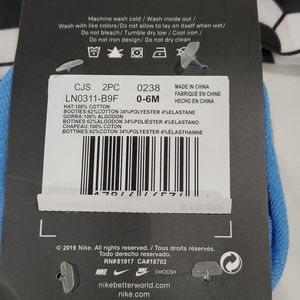 Machine wash cold / Wash inside out /
Wash with like colors/Do not allow to lay on itself when wet/
Do not bleach/ Tumble dry low / Cool iron /
Do not iron design/ Do not dry clean
CJS 2PC 0238
LN0311-B9F 0-6M
MADE IN CHINA
FABRIQUÉ EN CHINE
HECHO EN CHINA
HAT:100% COTTON
BOOTIES:62%COTTON 34%POLYESTER 4%ELASTANE
GORRA:100% ALGODON
BOTINES:62%ALGODON 34%POLIÉSTER 4%ELASTANO
CHAPEAU:100% COTON
BOTTINES:62%COTON 34%POLYESTER 4%ÉLASTHANNE
© 2019 Nike. All rights reserved. / Tous droits réservés
Todo derecho reservado
RN#81917 CA#18702
NIKE SWOOSH
nikebetterworld.com
nike.com